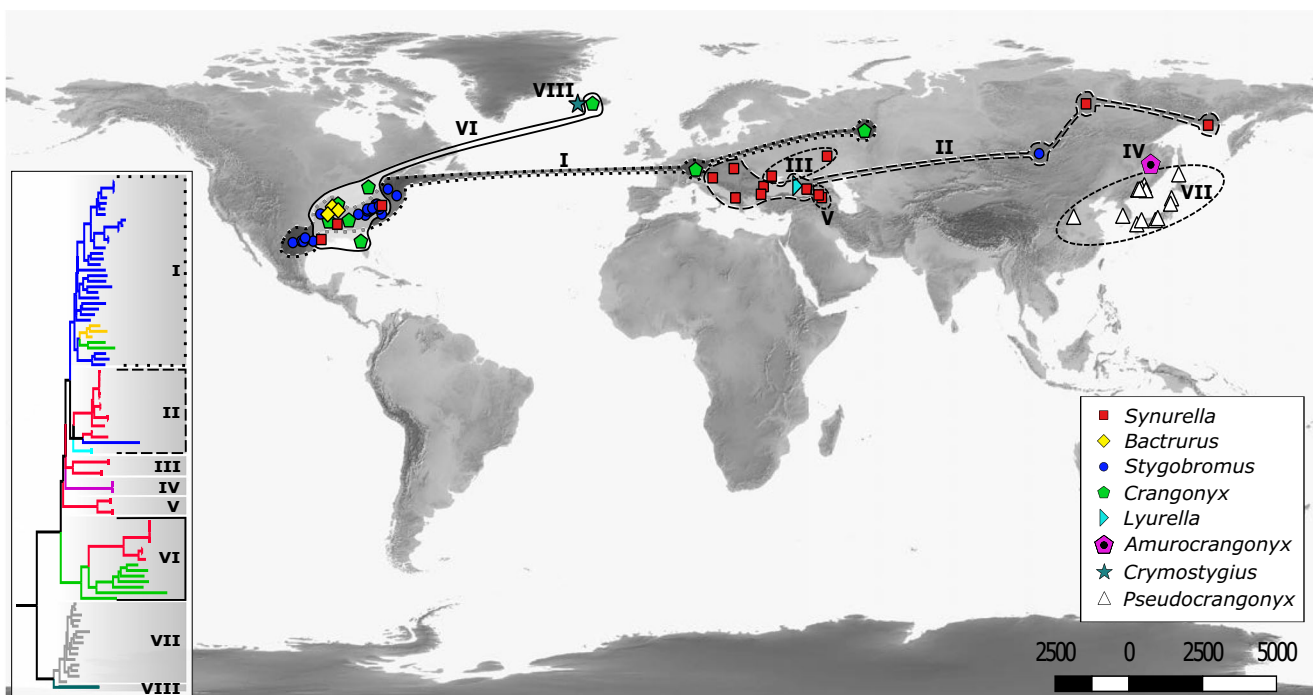 VIII
VI
I
II
III
IV
VII
V
I
II
III
IV
V
VI
VII
VIII
Synurella
Bactrurus
Stygobromus
Crangonyx
Lyurella
Amurocrangonyx
Crymostygius
Pseudocrangonyx
2500 0 2500 5000